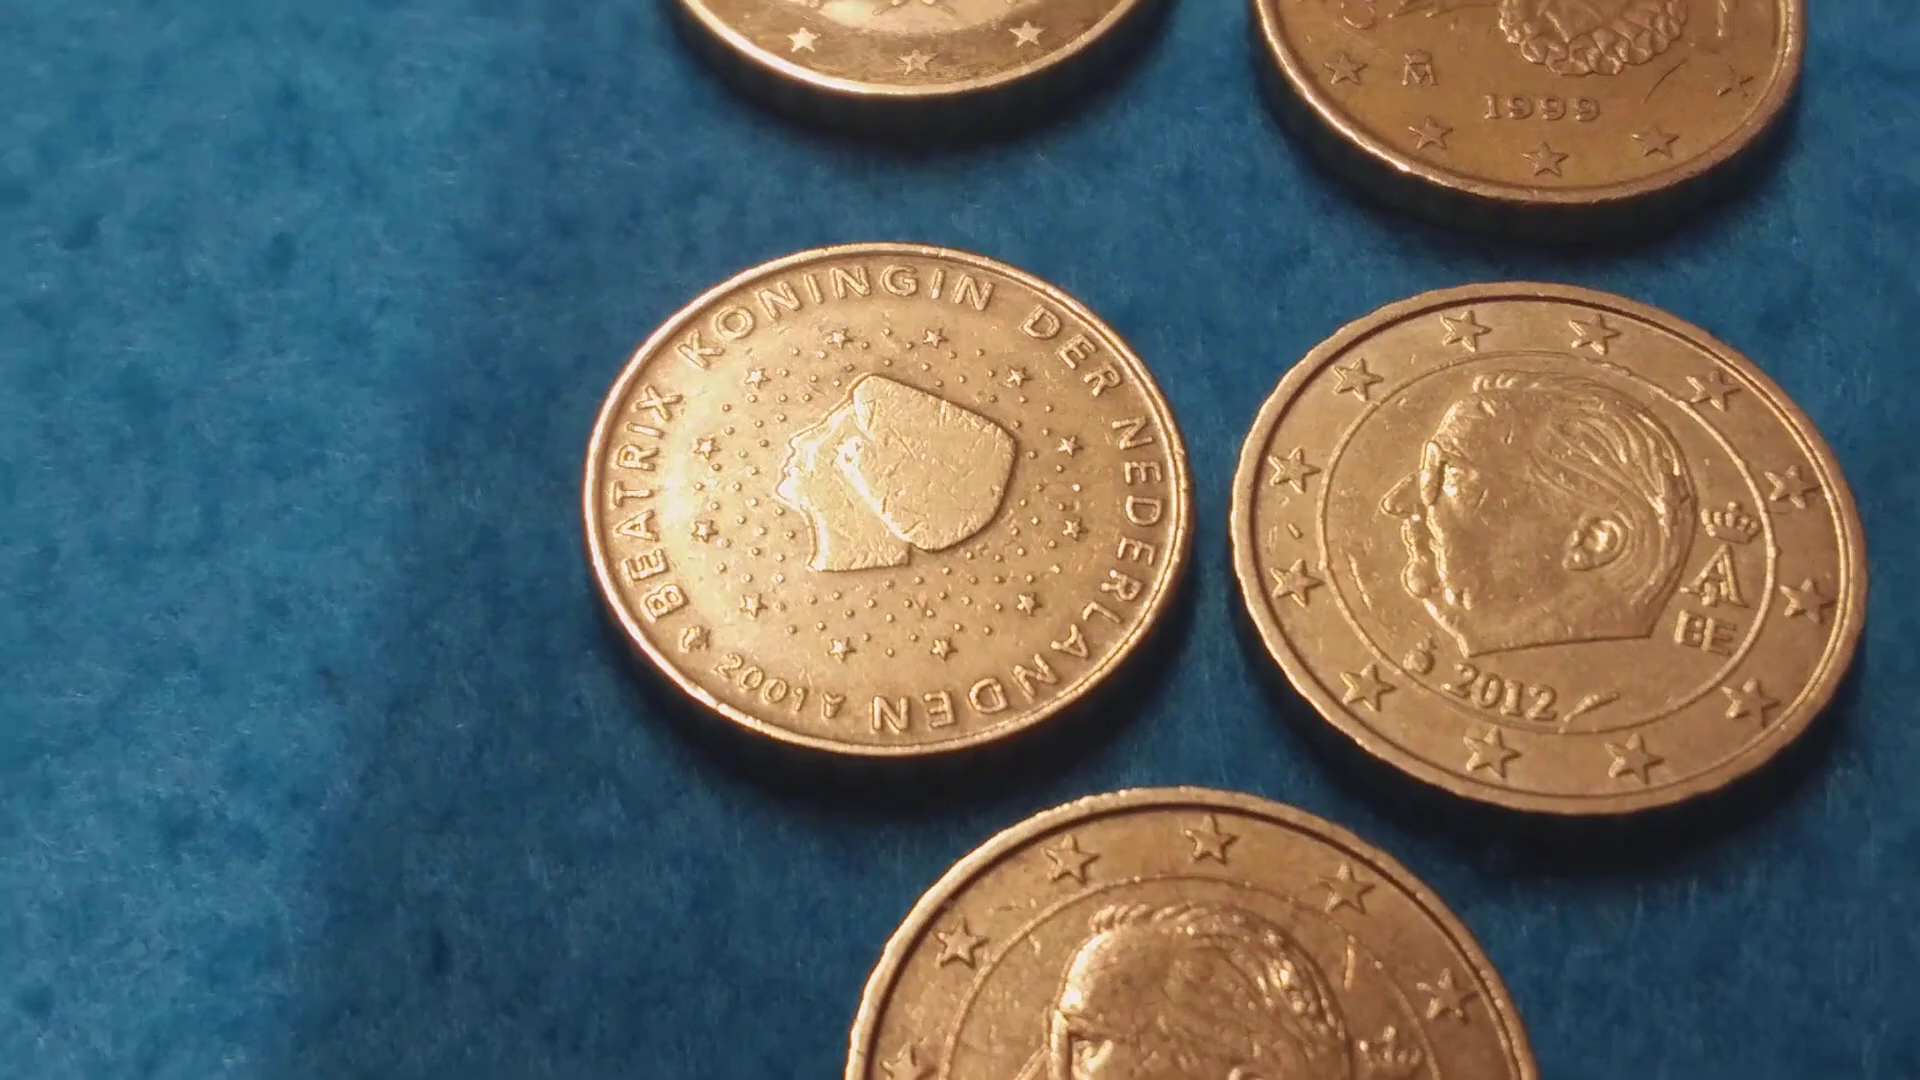 1999
BEATRIX KONINGIN DER NEDERLANDEN
2001
BE
2012